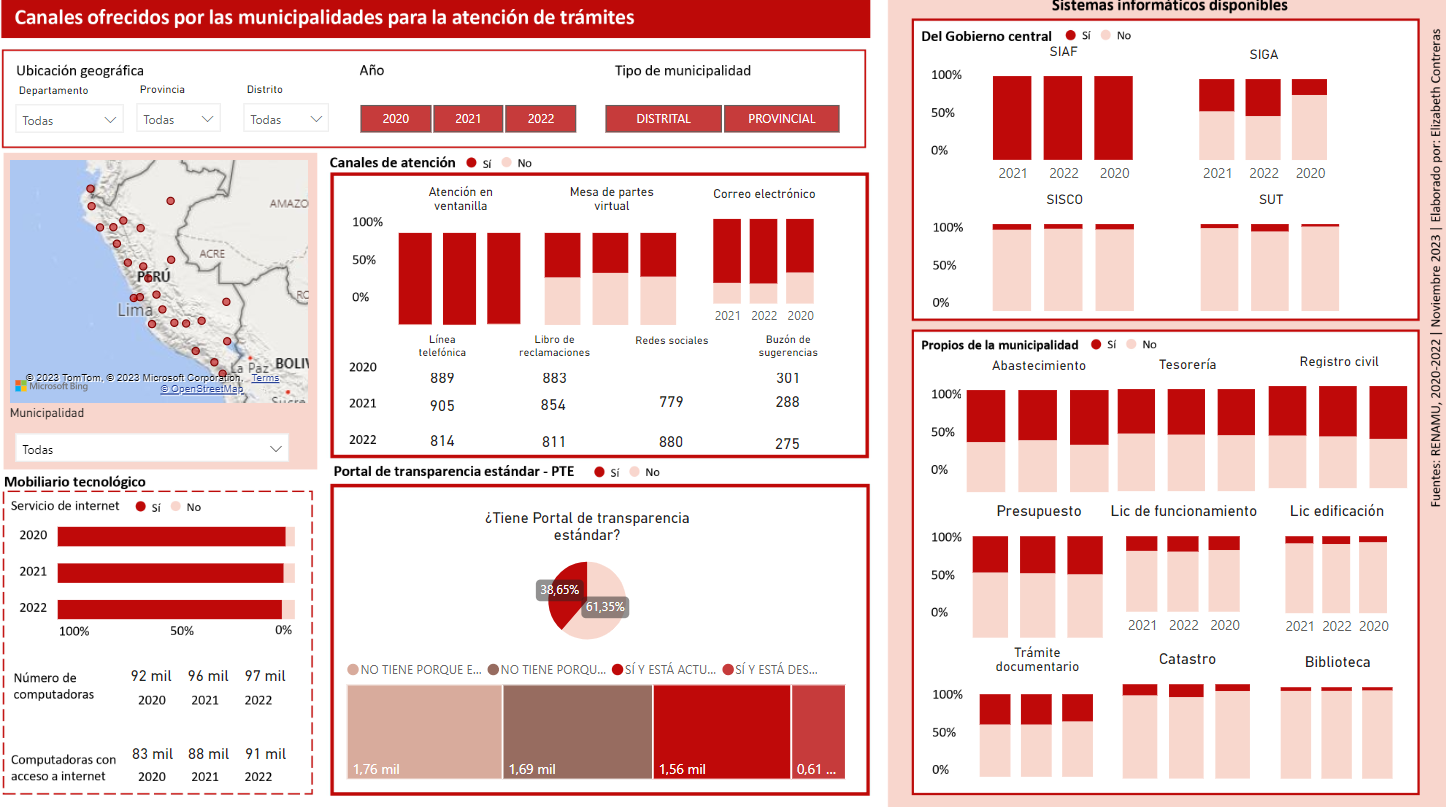 Canales ofrecidos por las municipalidades para la atención de trámites
Ubicación geográfica
Departamento
Provincia
Distrito
Todas
Todas
Todas
Año
2020
2021
2022
Tipo de municipalidad
DISTRITAL
PROVINCIAL
AMAZO
ACRE
PERÚ
RO
Lima
La Paz
BOLIV
Sucre
© 2023 TomTom, © 2023 Microsoft Corporation, Terms
© OpenStreetMap
Microsoft Bing
Municipalidad
Todas
Mobiliario tecnológico
Servicio de internet Sí No
2020
2021
2022
100% 50% 0%
Número de
computadoras
92 mil 96 mil 97 mil
2020 2021 2022
Computadoras con
acceso a internet
83 mil 88 mil 91 mil
2020 2021 2022
Canales de atención Sí No
Atención en
ventanilla
Mesa de partes
virtual
Correo electrónico
100%
50%
0%
2021 2022 2020
Línea
telefónica
Libro de
reclamaciones
Redes sociales
Buzón de
sugerencias
2020 889 883 301
2021 905 854 779 288
2022 814 811 880 275
Portal de transparencia estándar - PTE Sí No
¿Tiene Portal de transparencia
estándar?
38,65%
61,35%
NO TIENE PORQUE E... NO TIENE PORQU... SÍ Y ESTÁ ACTU... SÍ Y ESTÁ DES...
1,76 mil 1,69 mil 1,56 mil 0,61 ...
Sistemas informáticos disponibles
Del Gobierno central Sí No
SIAF
SIGA
100%
50%
0%
2021 2022 2020
2021 2022 2020
SISCO
SUT
100%
50%
0%
Propios de la municipalidad Sí No
Abastecimiento
Tesorería
Registro civil
100%
50%
0%
Presupuesto
Lic de funcionamiento
Lic edificación
100%
50%
0%
2021 2022 2020
2021 2022 2020
Trámite
documentario
Catastro
Biblioteca
100%
50%
0%
Fuentes: RENAMU, 2020-2022 | Noviembre 2023 | Elaborado por: Elizabeth Contreras